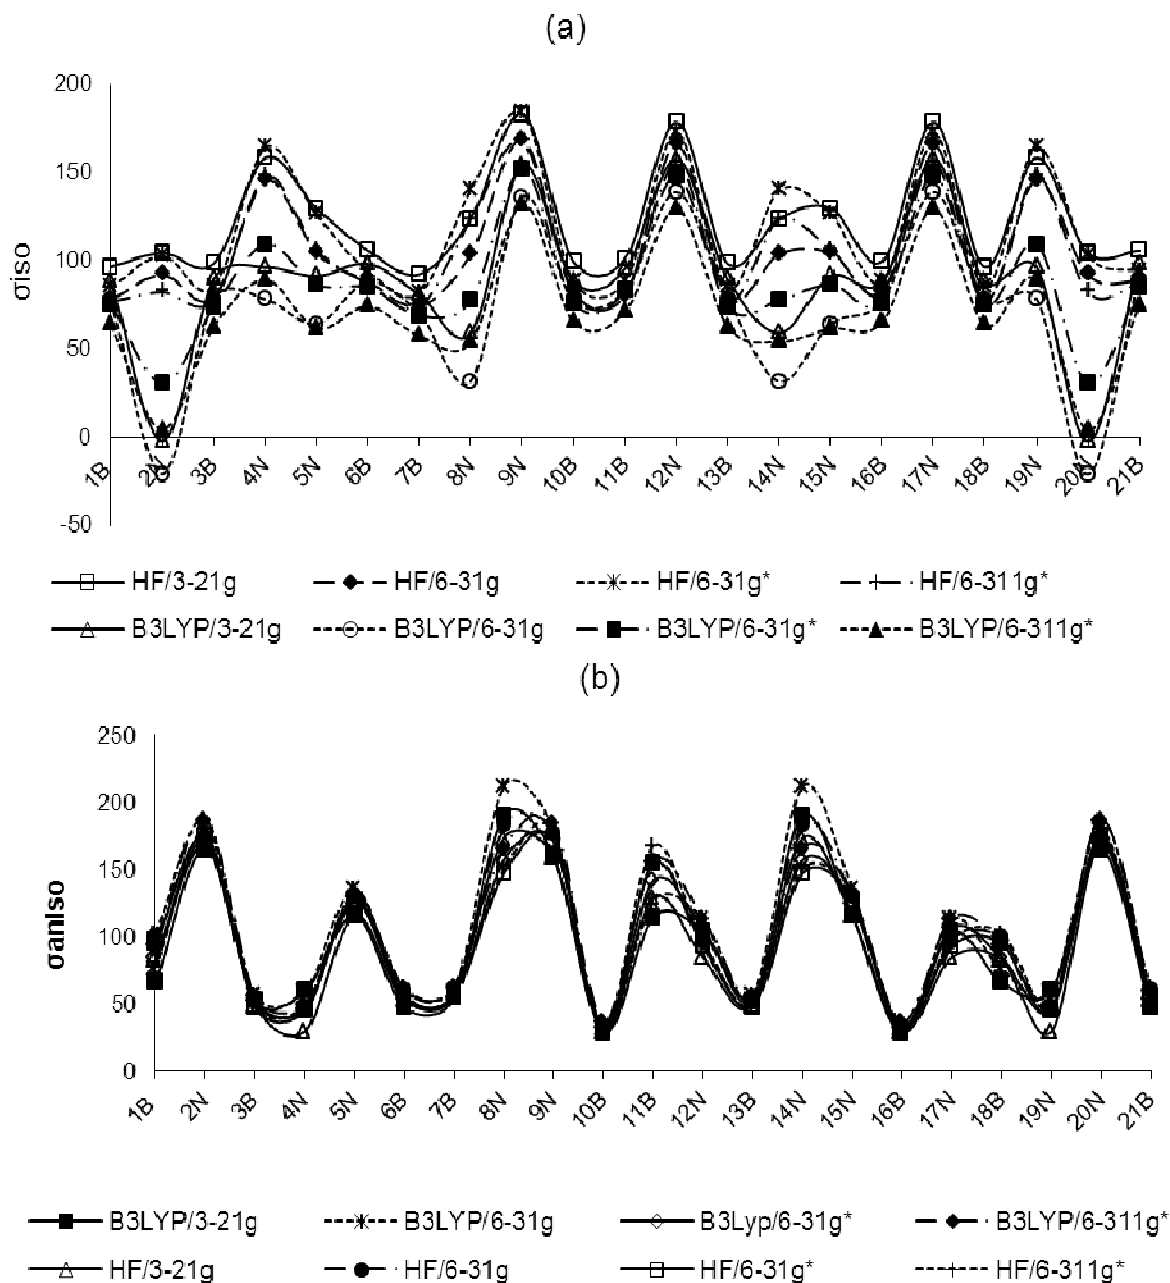 (a)
200
150
100
50
0
-50
σiso
1B 2N 3B 4N 5N 6B 7B 8N 9N 10B 11B 12N 13B 14N 15N 16B 17N 18B 19N 20N 21B
HF/3-21g HF/6-31g HF/6-31g* HF/6-311g*
B3LYP/3-21g B3LYP/6-31g B3LYP/6-31g* B3LYP/6-311g*
(b)
250
200
150
100
50
0
σaniso
1B 2N 3B 4N 5N 6B 7B 8N 9N 10B 11B 12N 13B 14N 15N 16B 17N 18B 19N 20N 21B
B3LYP/3-21g B3LYP/6-31g B3Lyp/6-31g* B3LYP/6-311g*
HF/3-21g HF/6-31g HF/6-31g* HF/6-311g*